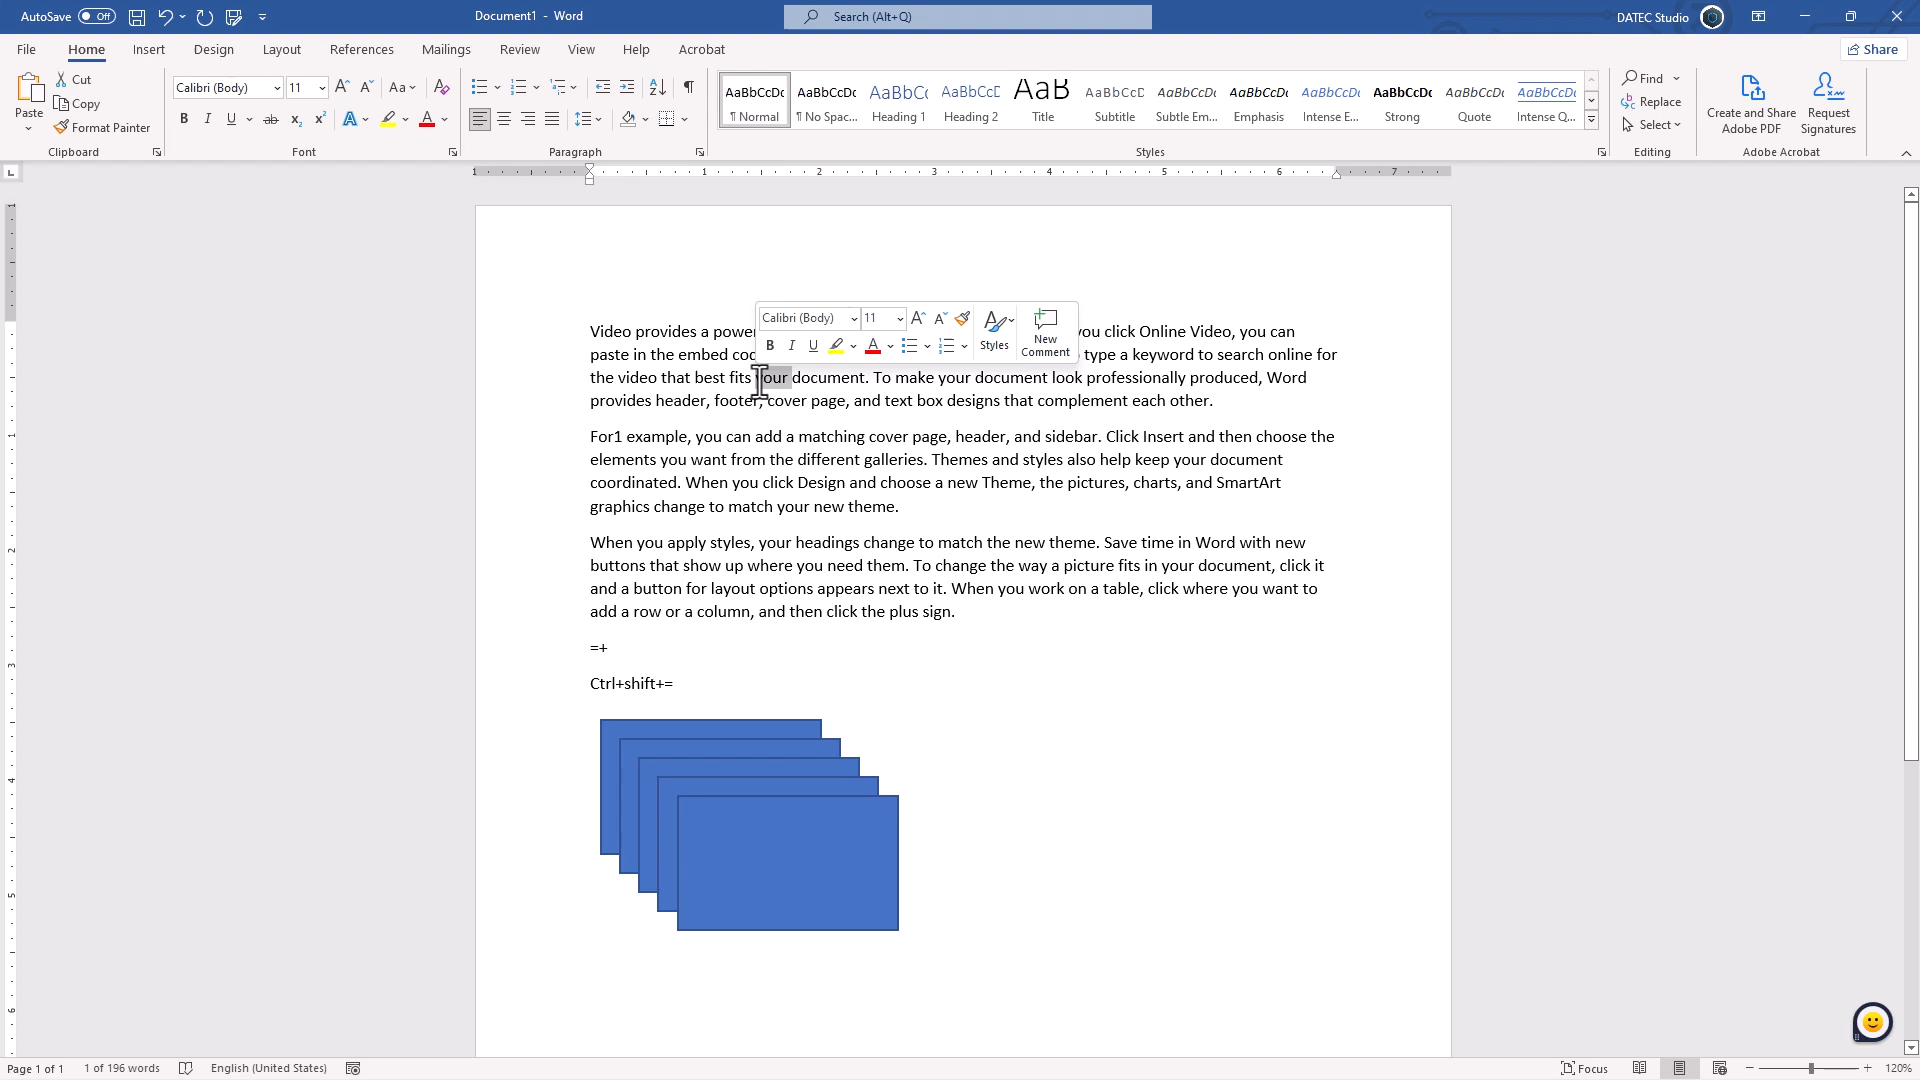 AutoSave Off
Document1 - Word
Search (Alt+Q)
DATEC Studio
File Home Insert Design Layout References Mailings Review View Help Acrobat
Share
Paste
Cut
Copy
Format Painter
Clipboard
Calibri (Body) 11
Font
Paragraph
AaBbCcDc AaBbCcDc AaBbCc AaBbCcD AaB AaBbCcD AaBbCcDc AaBbCcDc AaBbCcDc AaBbCcDc AaBbCcDc AaBbCcDc
¶ Normal ¶ No Spac... Heading 1 Heading 2 Title Subtitle Subtle Em... Emphasis Intense E... Strong Quote Intense Q...
Styles
Find
Replace
Select
Editing
Create and Share
Adobe PDF
Request
Signatures
Adobe Acrobat
1 1 2 3 4 5 6 7
Calibri (Body) 11
Styles
New
Comment
Video provides a power you click Online Video, you can
paste in the embed coo type a keyword to search online for
the video that best fits your document. To make your document look professionally produced, Word
provides header, footer, cover page, and text box designs that complement each other.
For1 example, you can add a matching cover page, header, and sidebar. Click Insert and then choose the
elements you want from the different galleries. Themes and styles also help keep your document
coordinated. When you click Design and choose a new Theme, the pictures, charts, and SmartArt
graphics change to match your new theme.
When you apply styles, your headings change to match the new theme. Save time in Word with new
buttons that show up where you need them. To change the way a picture fits in your document, click it
and a button for layout options appears next to it. When you work on a table, click where you want to
add a row or a column, and then click the plus sign.
=+
Ctrl+shift+=
Page 1 of 1 1 of 196 words English (United States)
Focus
120%